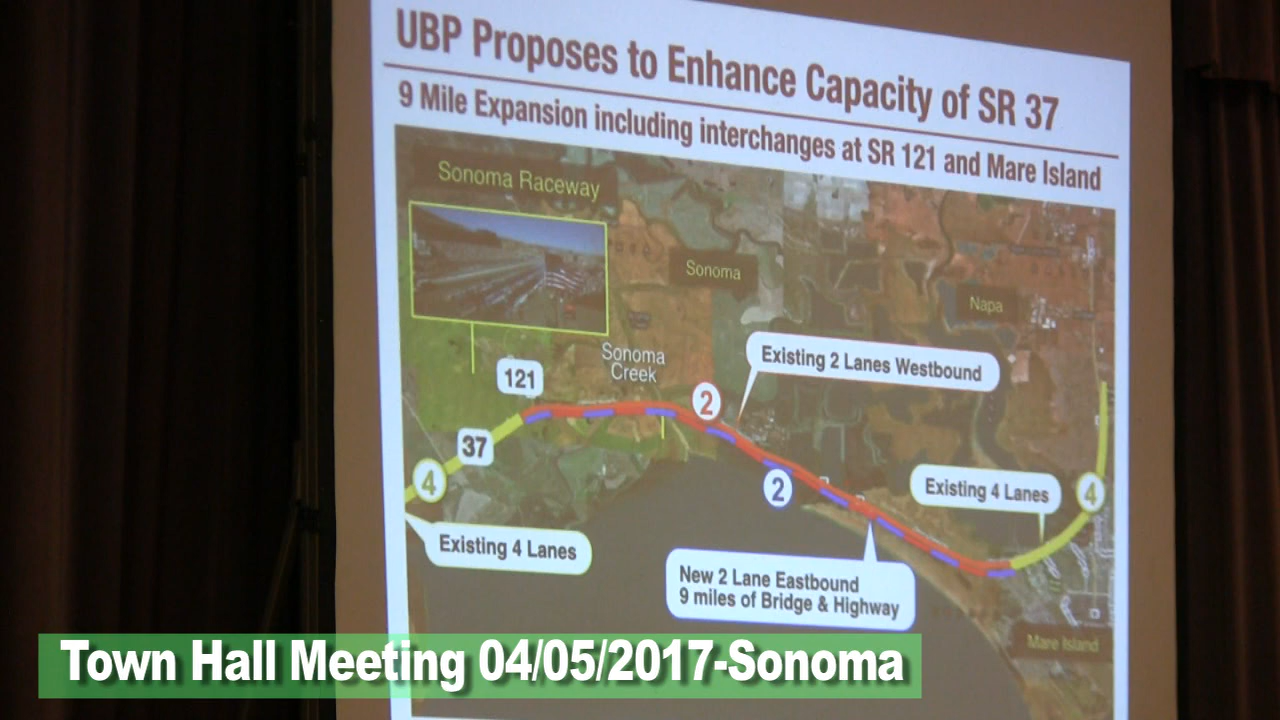 UBP Proposes to Enhance Capacity of SR 37
9 Mile Expansion including interchanges at SR 121 and Mare Island
Sonoma Raceway
Sonoma
Napa
Sonoma
Creek
Existing 2 Lanes Westbound
121
2
37
4
2
Existing 4 Lanes
4
Existing 4 Lanes
New 2 Lane Eastbound
9 miles of Bridge & Highway
Mare Island
Town Hall Meeting 04/05/2017-Sonoma